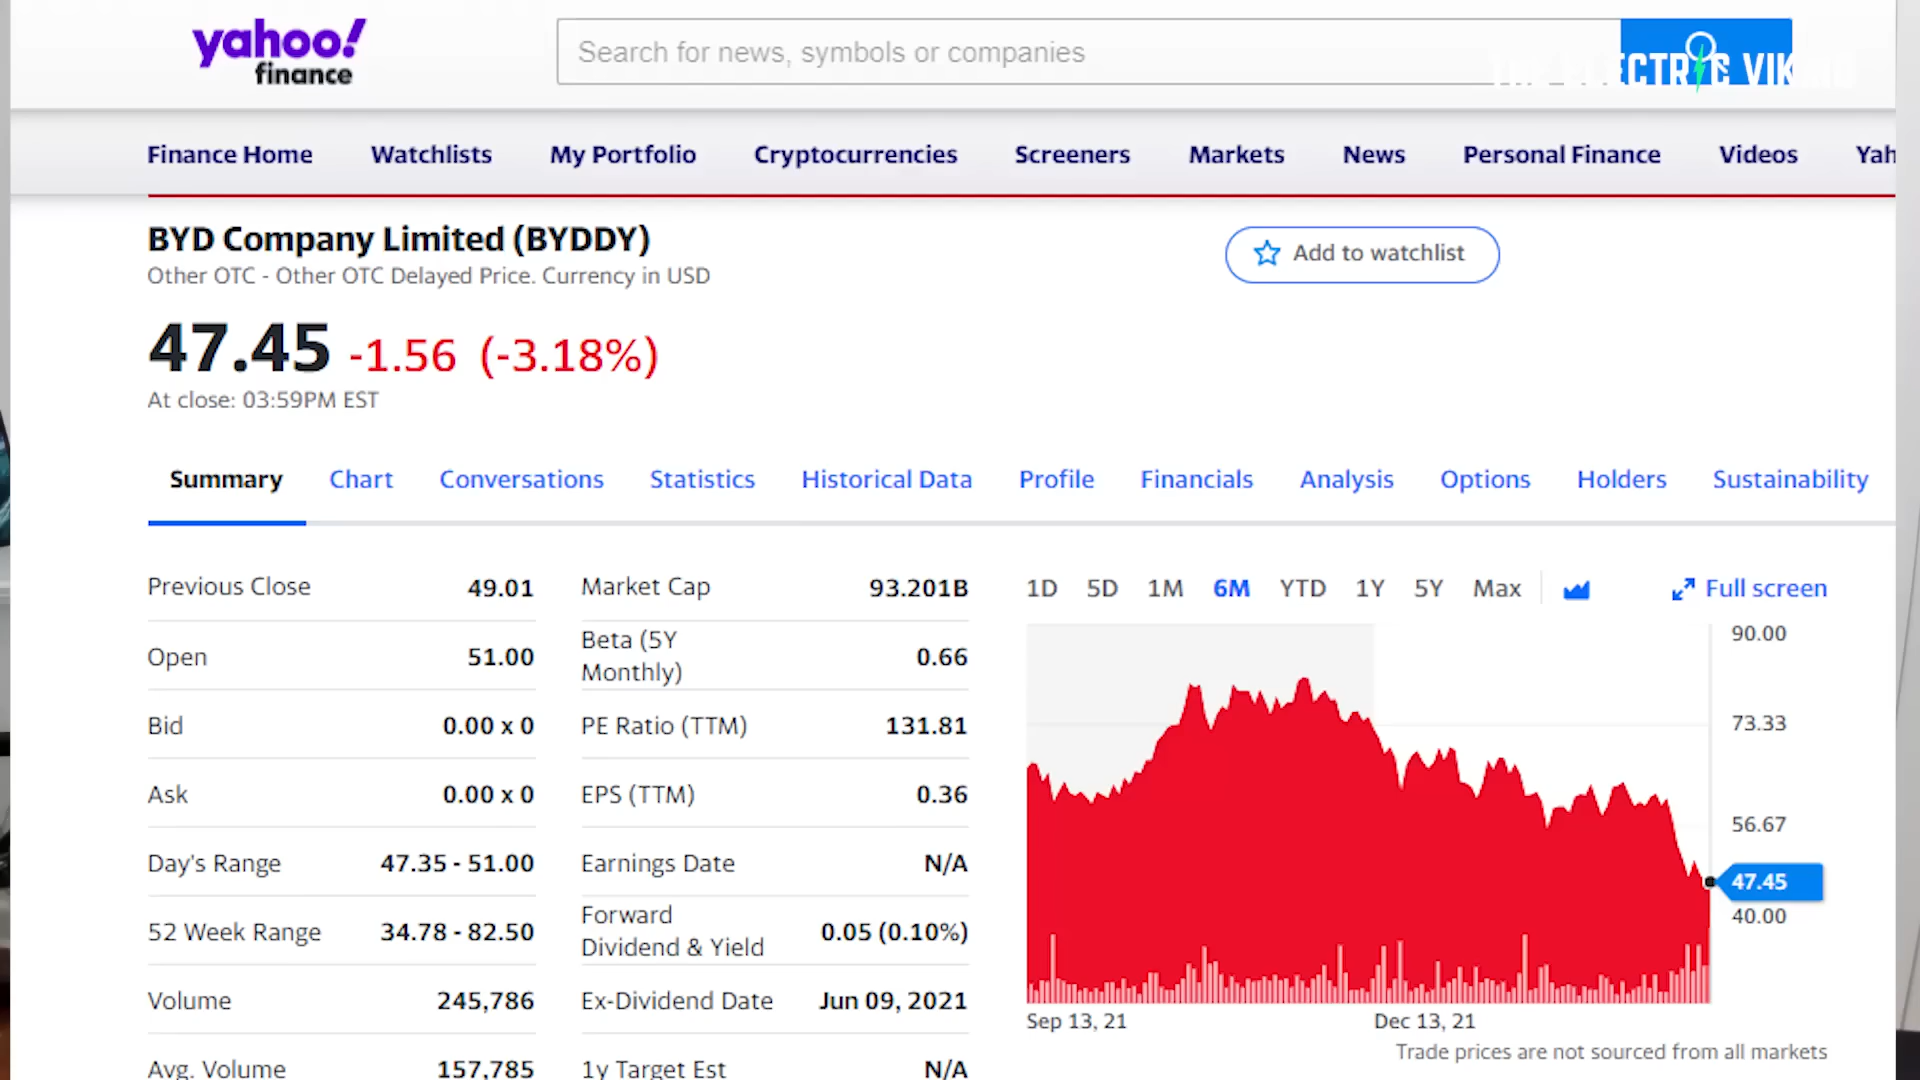 yahoo!
finance
Search for news, symbols or companies
THE ELECTRIC VIKING
Finance Home Watchlists My Portfolio Cryptocurrencies Screeners Markets News Personal Finance Videos Yah
BYD Company Limited (BYDDY)
Add to watchlist
Other OTC - Other OTC Delayed Price. Currency in USD
47.45 -1.56 (-3.18%)
At close: 03:59PM EST
Summary Chart Conversations Statistics Historical Data Profile Financials Analysis Options Holders Sustainability
Previous Close 49.01
Open 51.00
Bid 0.00 x 0
Ask 0.00 x 0
Day's Range 47.35 - 51.00
52 Week Range 34.78 - 82.50
Volume 245,786
Avg. Volume 157,785
Market Cap 93.201B
Beta (5Y
Monthly) 0.66
PE Ratio (TTM) 131.81
EPS (TTM) 0.36
Earnings Date N/A
Forward
Dividend & Yield 0.05 (0.10%)
Ex-Dividend Date Jun 09, 2021
1y Target Est N/A
1D 5D 1M 6M YTD 1Y 5Y Max Full screen
90.00
73.33
56.67
47.45
40.00
Sep 13, 21 Dec 13, 21
Trade prices are not sourced from all markets